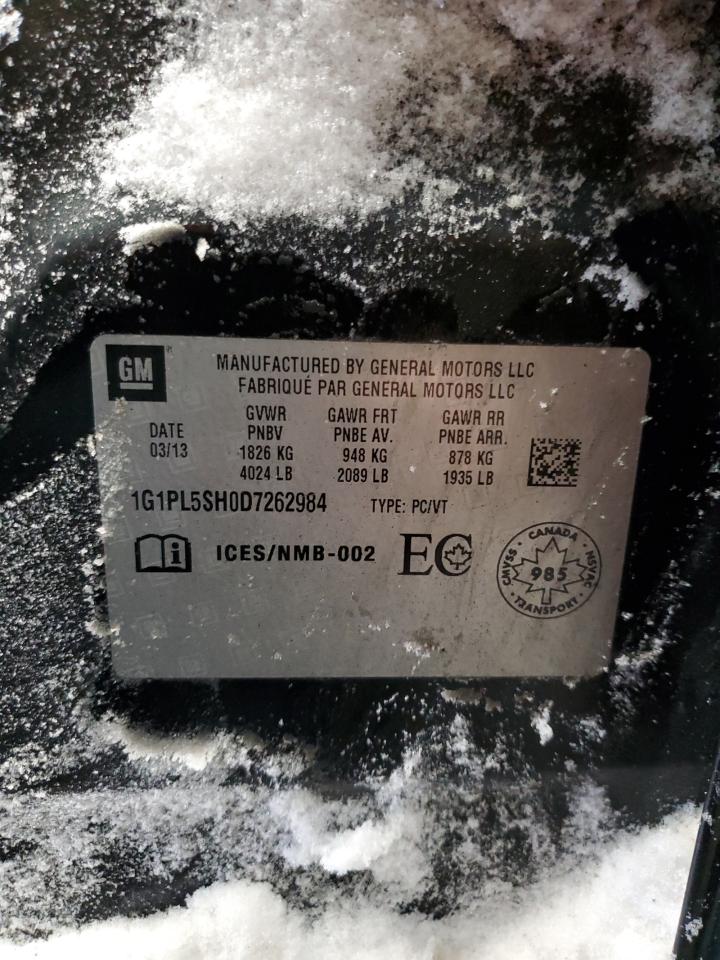 GM
MANUFACTURED BY GENERAL MOTORS LLC
FABRIQUÉ PAR GENERAL MOTORS LLC
DATE
03/13
GVWR
PNBV
1826 KG
4024 LB
GAWR FRT
PNBE AV.
948 KG
2089 LB
GAWR RR
PNBE ARR.
878 KG
1935 LB
1G1PL5SH0D7262984 TYPE: PC/VT
i ICES/NMB-002 EC
CANADA
CMVSS 985 NSVAC
TRANSPORT